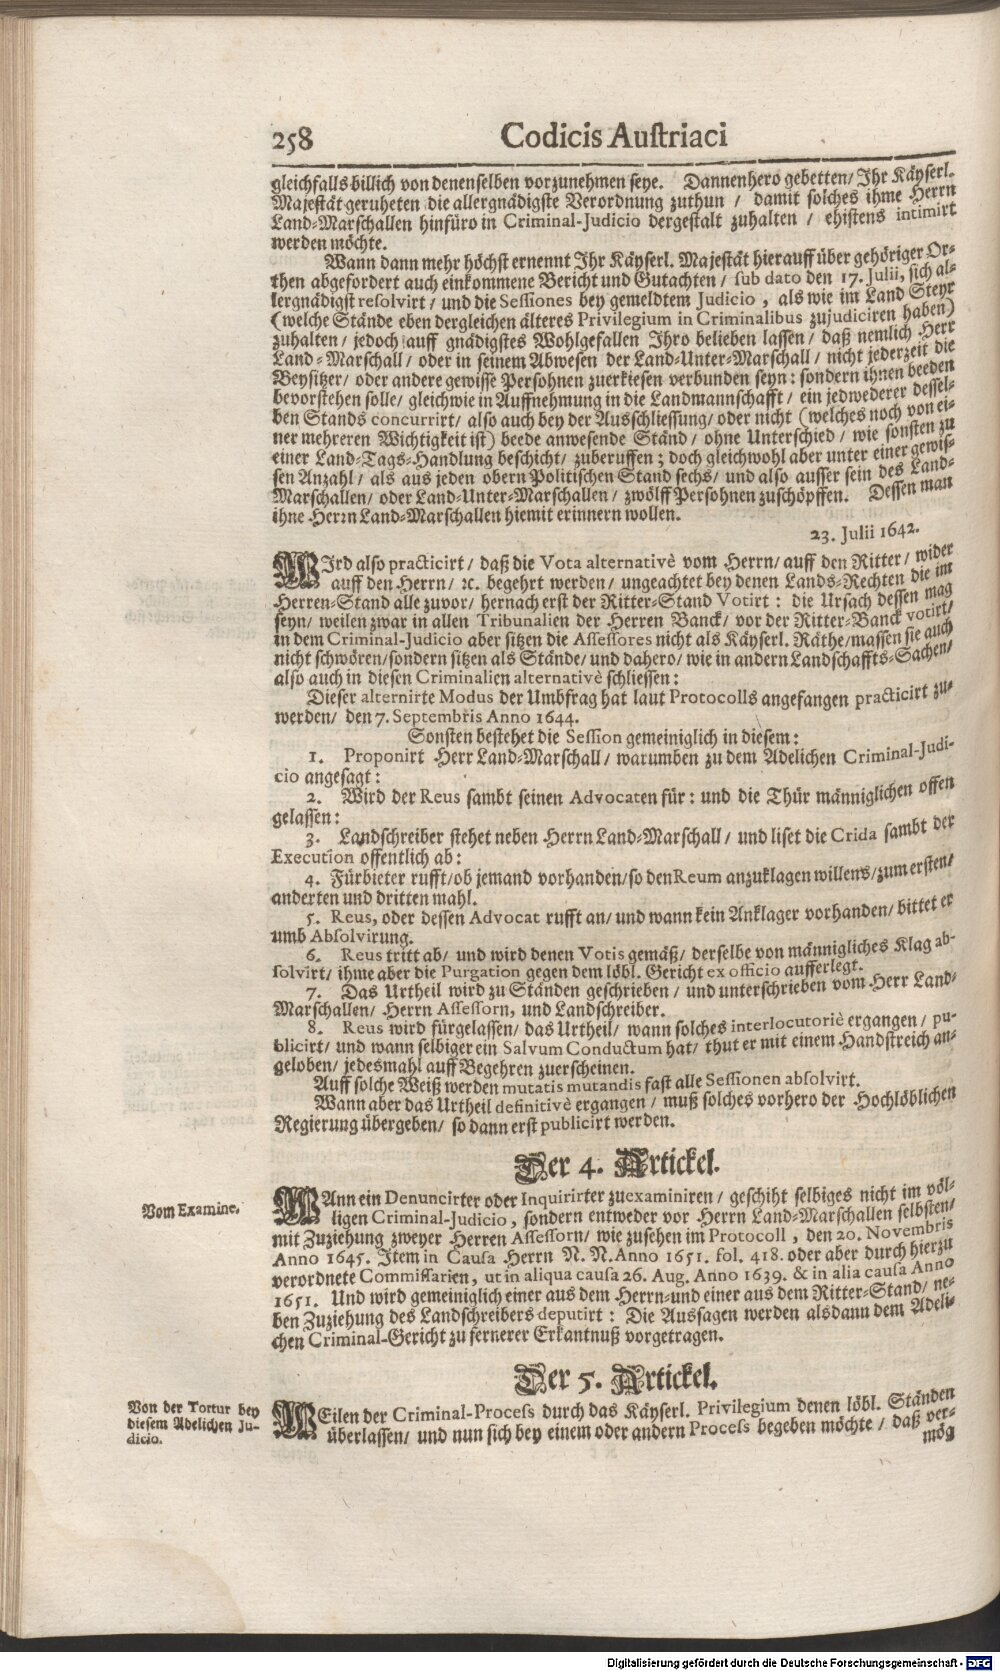 258 Codicis Austriaci
gleichfalls billich von denenselben vorzunehmen seye. Dannenhero gebetten/ Ihr Käyserl.
Majestät geruheten die allergnädigste Verordnung zuthun / damit solches ihme Herrn
Land-Marschallen hinfüro in Criminal-Judicio dergestalt zuhalten / ehistens intimirt
werden möchte.
Wann dann mehr höchst ernennt Ihr Käyserl. Majestät hierauff über gehöriger Or-
then abgefordert auch einkommene Bericht und Gutachten / sub dato den 17. Julii, sich al-
lergnädigst resolvirt / und die Sessiones bey gemeldtem Judicio , als wie im Land Steyr
(welche Stände eben dergleichen älteres Privilegium in Criminalibus zujudiciren haben)
zuhalten / jedoch auff gnädigstes Wohlgefallen Ihro belieben lassen / daß nemlich Herr
Land-Marschall / oder in seinem Abwesen der Land-Unter-Marschall / nicht jederzeit die
Beysitzer/ oder andere gewisse Persohnen zuerkiesen verbunden seyn: sondern ihnen beeden
bevorstehen solle/ gleichwie in Auffnehmung in die Landmannschafft / ein jedwederer dessel-
ben Stands concurrirt/ also auch bey der Ausschliessung/ oder nicht (welches noch von ei-
ner mehreren Wichtigkeit ist) beede anwesende Ständ / ohne Unterschied / wie sonsten zu
einer Land-Tags-Handlung beschicht/ zuberuffen ; doch gleichwohl aber unter einer gewis-
sen Anzahl / als aus jeden obern Politischen Stand sechs/ und also ausser sein des Land-
Marschallen/ oder Land-Unter-Marschallen / zwölff Persohnen zuschöpffen. Dessen man
ihne Herrn Land-Marschallen hiemit erinnern wollen.
23. Julii 1642.
WIrd also practicirt / daß die Vota alternativè vom Herrn/ auff den Ritter / wider
auff den Herrn/ ꝛc. begehrt werden / ungeachtet bey denen Lands-Rechten die im
Herren-Stand alle zuvor/ hernach erst der Ritter-Stand Votirt : die Ursach dessen mag
seyn/ weilen zwar in allen Tribunalien der Herren Banck/ vor der Ritter-Banck votirt/
in dem Criminal-Judicio aber sitzen die Assessores nicht als Käyserl. Räthe/massen sie auch
nicht schwören/sondern sitzen als Stände/ und dahero/ wie in andern Landschaffts-Sachen/
also auch in diesen Criminalien alternativè schliessen :
Dieser alternirte Modus der Umbfrag hat laut Protocolls angefangen practicirt zu-
werden/ den 7. Septembris Anno 1644.
Sonsten bestehet die Session gemeiniglich in diesem :
1. Proponirt Herr Land-Marschall / warumben zu dem Adelichen Criminal-Judi-
cio angesagt :
2. Wird der Reus sambt seinen Advocaten für : und die Thür männiglichen offen
gelassen :
3. Landschreiber stehet neben Herrn Land-Marschall / und liset die Crida sambt der
Execution offentlich ab :
4. Fürbieter rufft/ob jemand vorhanden/so den Reum anzuklagen willens/zum ersten/
anderten und dritten mahl.
5. Reus, oder dessen Advocat rufft an/ und wann kein Anklager vorhanden/ bittet er
umb Absolvirung.
6. Reus tritt ab/ und wird denen Votis gemäß/ derselbe von männigliches Klag ab-
solvirt/ ihme aber die Purgation gegen dem löbl. Gericht ex officio aufferlegt.
7. Das Urtheil wird zu Ständen geschrieben / und unterschrieben vom Herr Land-
Marschallen/ Herrn Assessorn, und Landschreiber.
8. Reus wird fürgelassen/ das Urtheil/ wann solches interlocutoriè ergangen / pu-
blicirt/ und wann selbiger ein Salvum Conductum hat/ thut er mit einem Handstreich an-
geloben/ jedesmahl auff Begehren zuerscheinen.
Auff solche Weiß werden mutatis mutandis fast alle Sessionen absolvirt.
Wann aber das Urtheil definitivè ergangen / muß solches vorhero der Hochlöblichen
Regierung übergeben/ so dann erst publicirt werden.
Der 4. Artickel.
Vom Examine.
WAnn ein Denuncirter oder Inquirirter zuexaminiren / geschiht selbiges nicht im völ-
ligen Criminal-Judicio , sondern entweder vor Herrn Land-Marschallen selbsten/
mit Zuziehung zweyer Herren Assessorn/ wie zusehen im Protocoll , den 20. Novembris
Anno 1645. Item in Causa Herrn N. N. Anno 1651. fol. 418. oder aber durch hierzu
verordnete Commissarien, ut in aliqua causa 26. Aug. Anno 1639. & in alia causa Anno
1651. Und wird gemeiniglich einer aus dem Herrn-und einer aus dem Ritter-Stand/ ne-
ben Zuziehung des Landschreibers deputirt : Die Aussagen werden alsdann dem Adeli-
chen Criminal-Gericht zu fernerer Erkantnuß vorgetragen.
Der 5. Artickel.
Von der Tortur bey
diesem Adelichen Ju-
dicio.
WEilen der Criminal-Process durch das Käyserl. Privilegium denen löbl. Ständen
überlassen/ und nun sich bey einem oder andern Process begeben möchte / daß ver-
mög
Digitalisierung gefördert durch die Deutsche Forschungsgemeinschaft - DFG